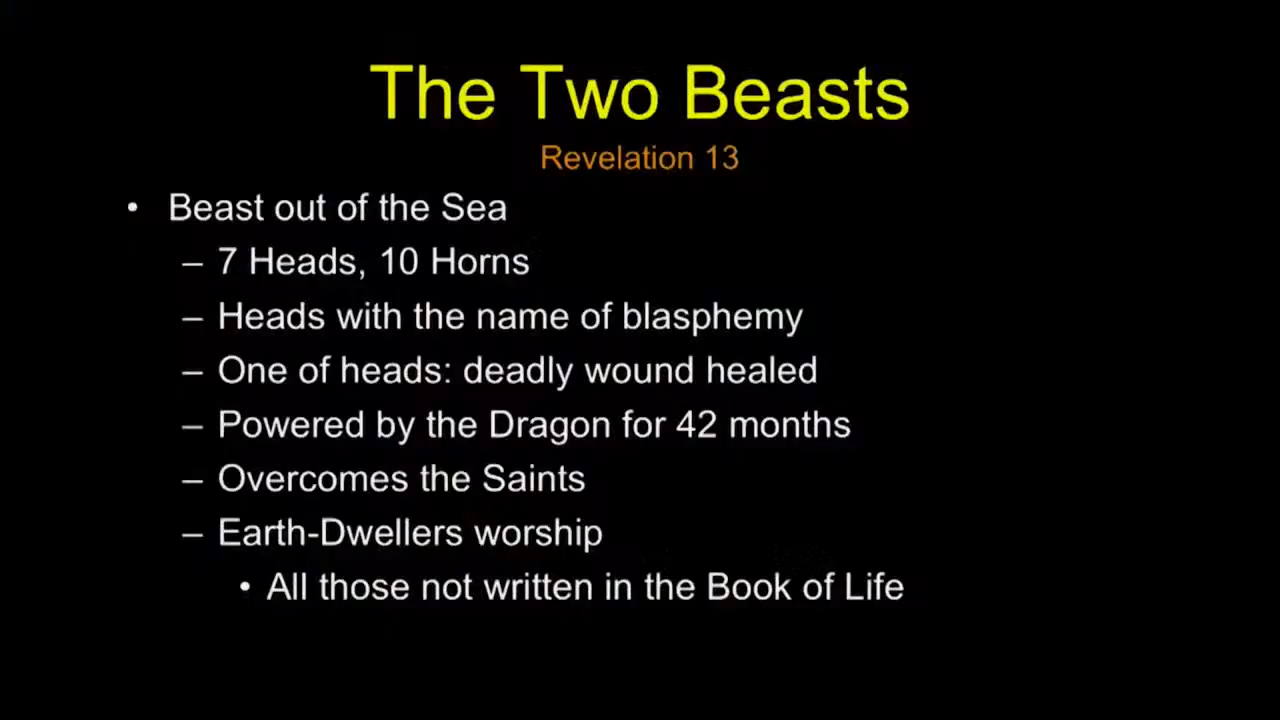 The Two Beasts
Revelation 13
• Beast out of the Sea
– 7 Heads, 10 Horns
– Heads with the name of blasphemy
– One of heads: deadly wound healed
– Powered by the Dragon for 42 months
– Overcomes the Saints
– Earth-Dwellers worship
• All those not written in the Book of Life